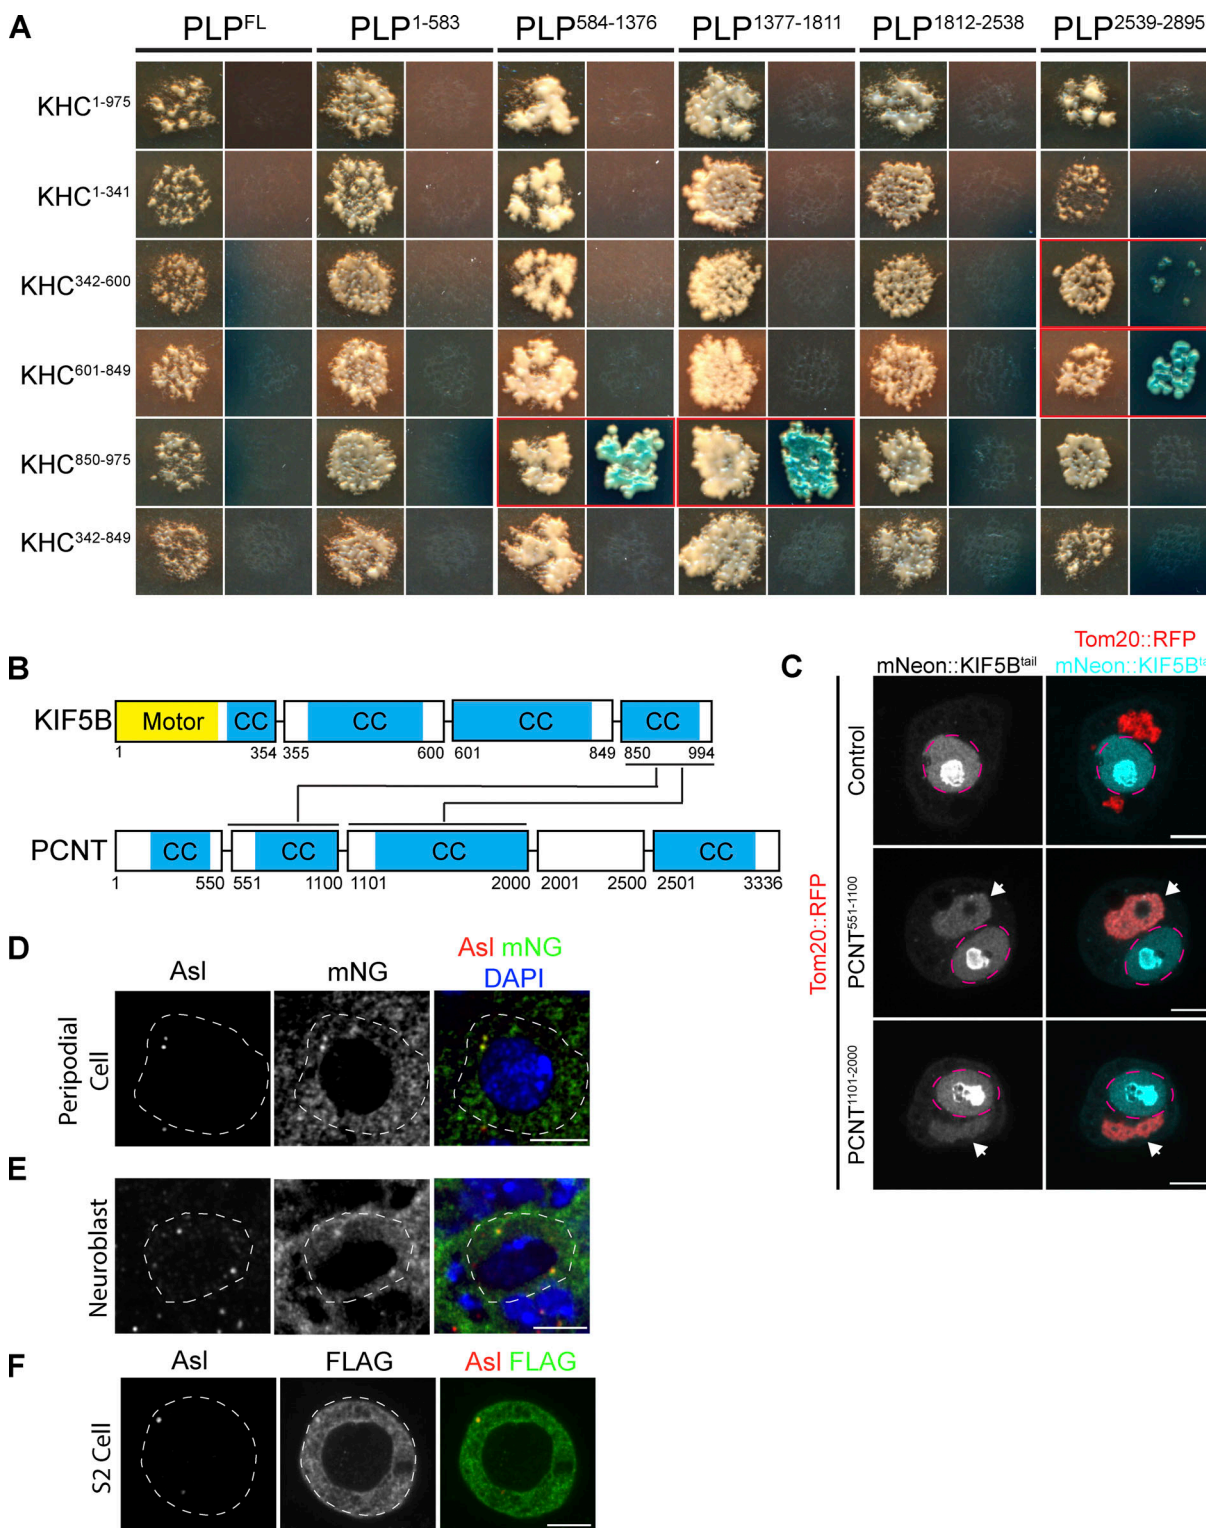 A
PLP^FL PLP^1-583 PLP^584-1376 PLP^1377-1811 PLP^1812-2538 PLP^2539-2895
KHC^1-975
KHC^1-341
KHC^342-600
KHC^601-849
KHC^850-975
KHC^342-849
B
KIF5B Motor CC CC CC CC
1 354 355 600 601 849 850 994
PCNT CC CC CC CC
1 550 551 1100 1101 2000 2001 2500 2501 3336
C
Tom20::RFP
mNeon::KIF5B^tail mNeon::KIF5B^t
Control
PCNT^551-1100
PCNT^1101-2000
Tom20::RFP
D
Asl mNG Asl mNG
DAPI
Peripodial
Cell
E
Neuroblast
F
Asl FLAG Asl FLAG
S2 Cell